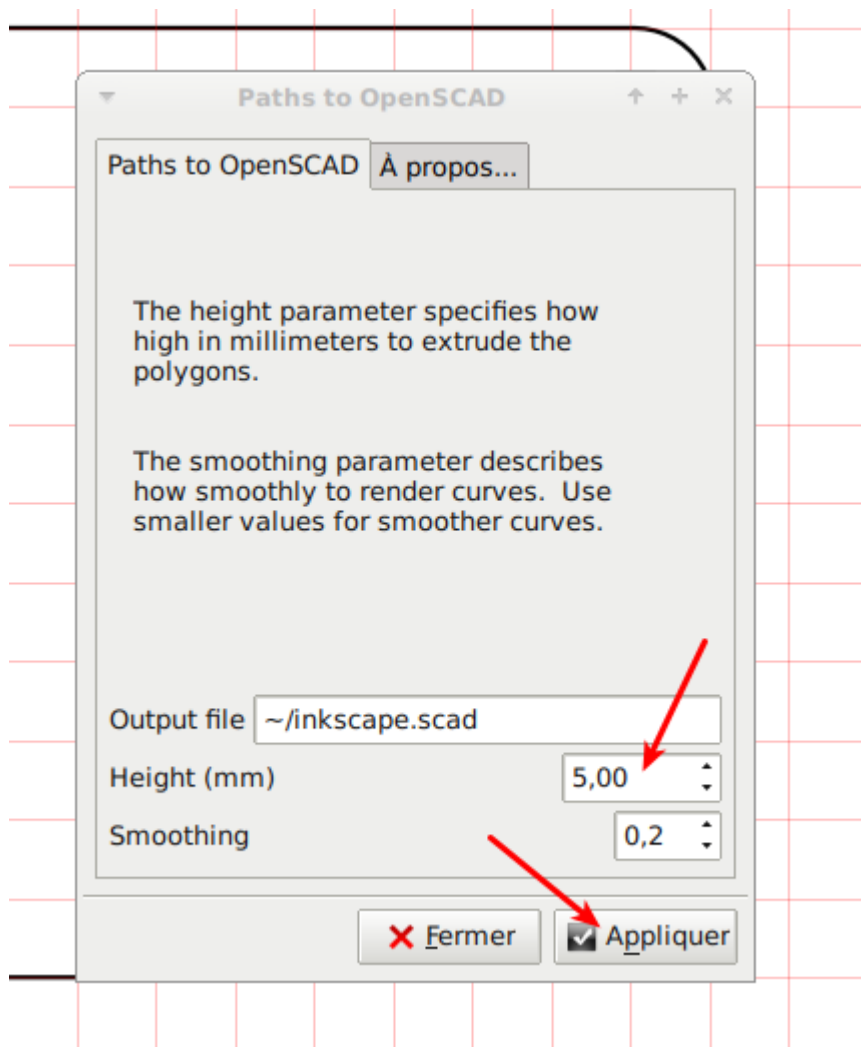 Paths to OpenSCAD
Paths to OpenSCAD À propos...
The height parameter specifies how
high in millimeters to extrude the
polygons.
The smoothing parameter describes
how smoothly to render curves.  Use
smaller values for smoother curves.
Output file ~/inkscape.scad
Height (mm) 5,00
Smoothing 0,2
Fermer Appliquer